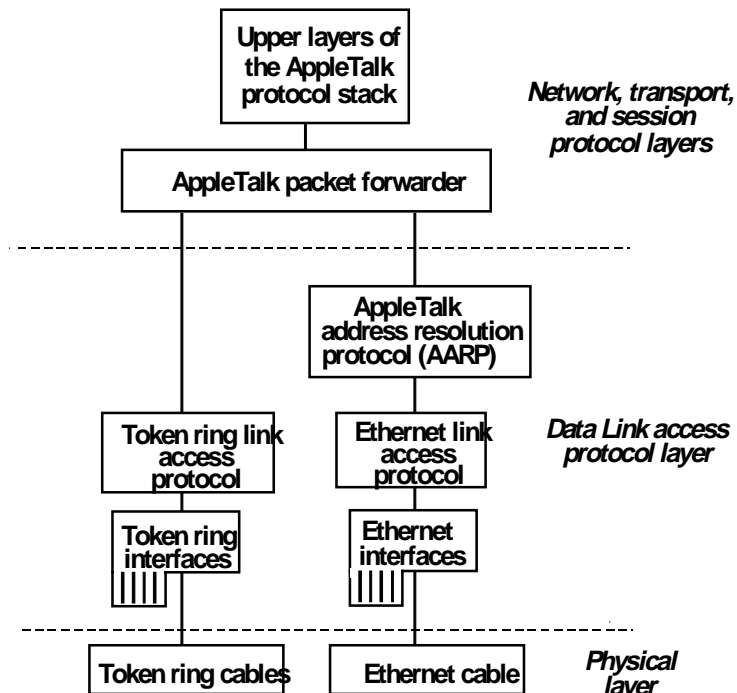 Upper layers of
the AppleTalk
protocol stack
Network, transport,
and session
protocol layers
AppleTalk packet forwarder
AppleTalk
address resolution
protocol (AARP)
Token ring link
access
protocol
Ethernet link
access
protocol
Data Link access
protocol layer
Token ring
interfaces
Ethernet
interfaces
Token ring cables
Ethernet cable
Physical
layer